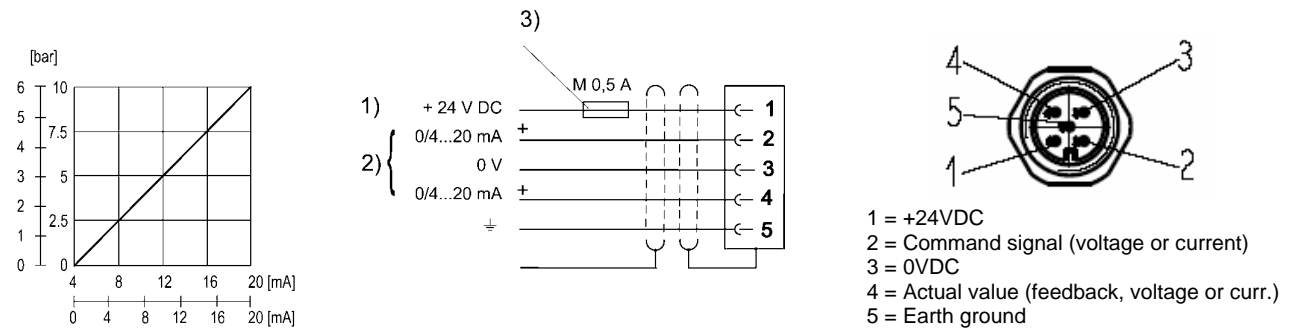 [bar]
6 10
5
7.5
4
3 5
2
2.5
1
0 0
4 8 12 16 20 [mA]
0 4 8 12 16 20 [mA]
3)
M 0,5 A
1) + 24 V DC 1
2) 0/4...20 mA + 2
0 V 3
0/4...20 mA + 4
5
4 3
5
1 2
1 = +24VDC
2 = Command signal (voltage or current)
3 = 0VDC
4 = Actual value (feedback, voltage or curr.)
5 = Earth ground